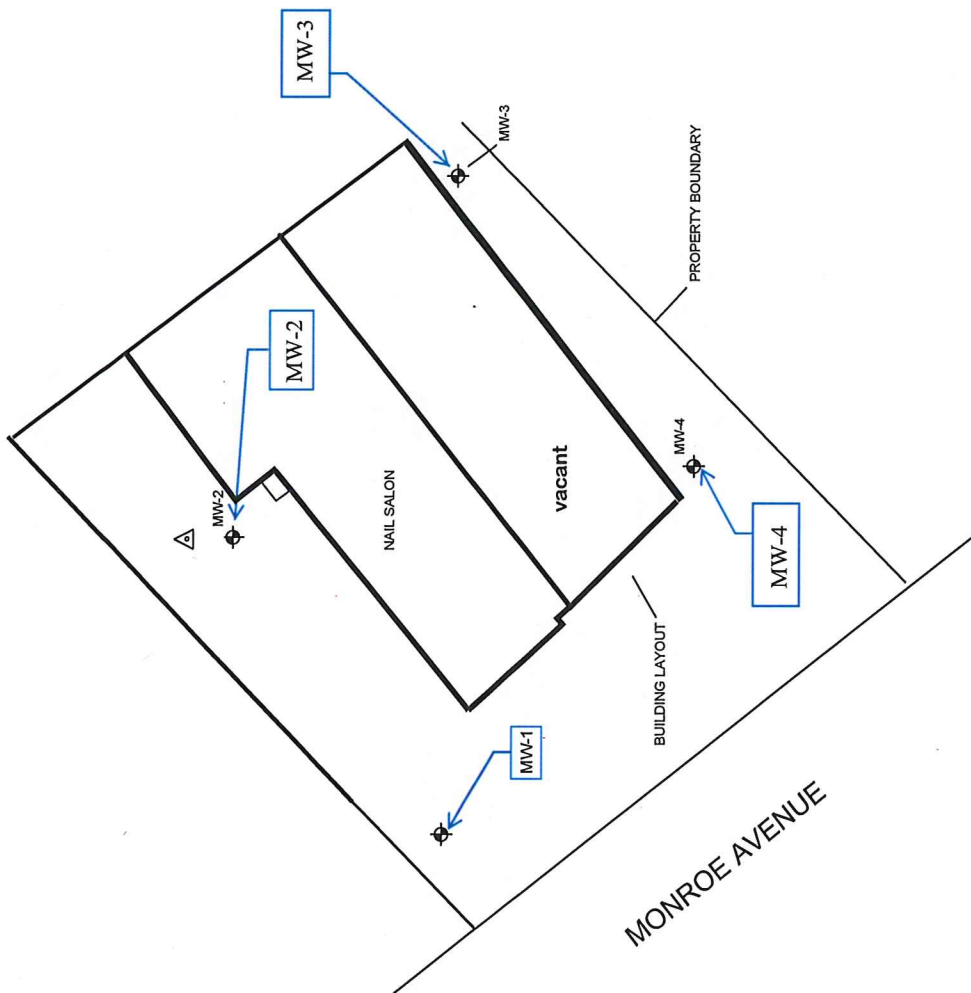 MW-3
MW-3
MW-2
MW-2
PROPERTY BOUNDARY
NAIL SALON
vacant
MW-4
MW-4
BUILDING LAYOUT
MW-1
MONROE AVENUE